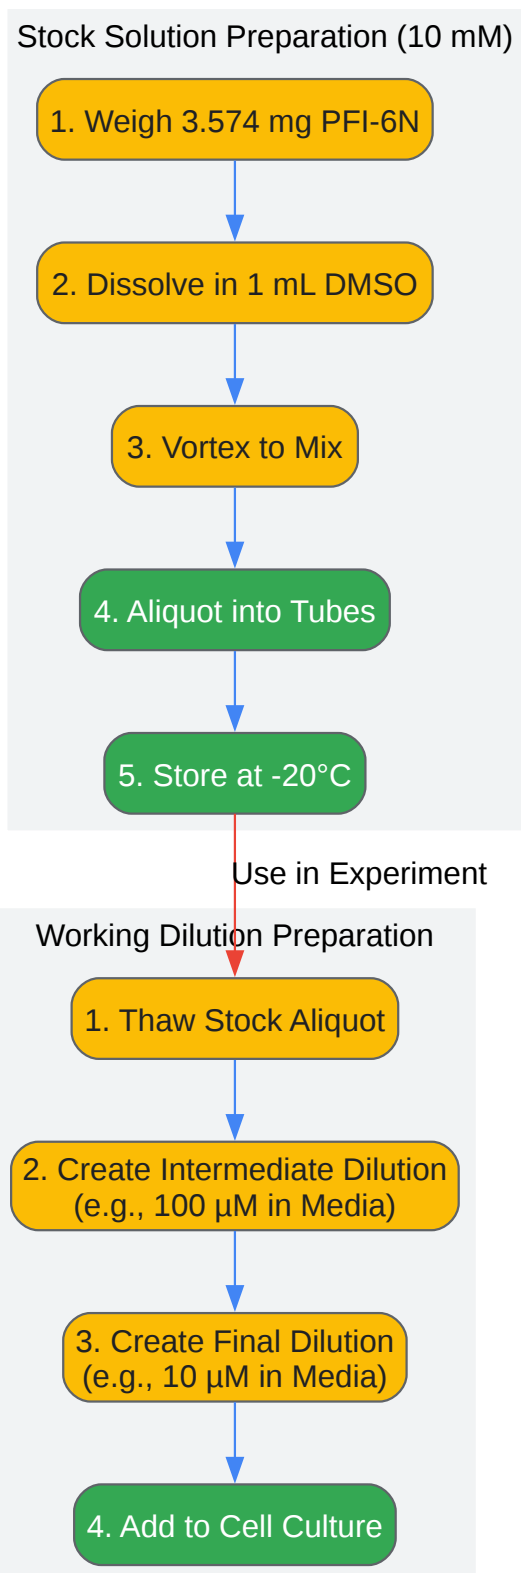 Stock Solution Preparation (10 mM)
1. Weigh 3.574 mg PFI-6N
2. Dissolve in 1 mL DMSO
3. Vortex to Mix
4. Aliquot into Tubes
5. Store at -20°C
Use in Experiment
Working Dilution Preparation
1. Thaw Stock Aliquot
2. Create Intermediate Dilution
(e.g., 100 µM in Media)
3. Create Final Dilution
(e.g., 10 µM in Media)
4. Add to Cell Culture